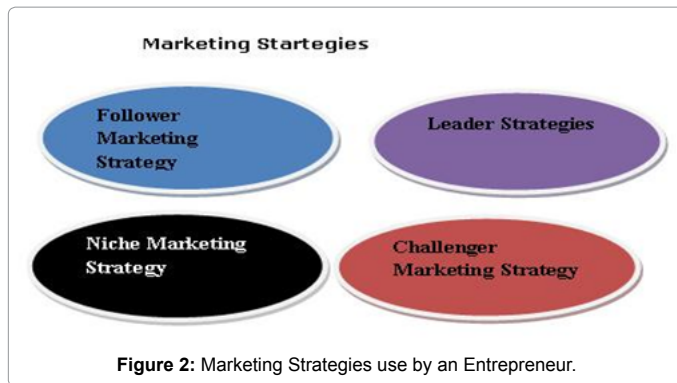 Marketing Startegies
Follower
Marketing
Strategy
Leader Strategies
Niche Marketing
Strategy
Challenger
Marketing Strategy
Figure 2: Marketing Strategies use by an Entrepreneur.